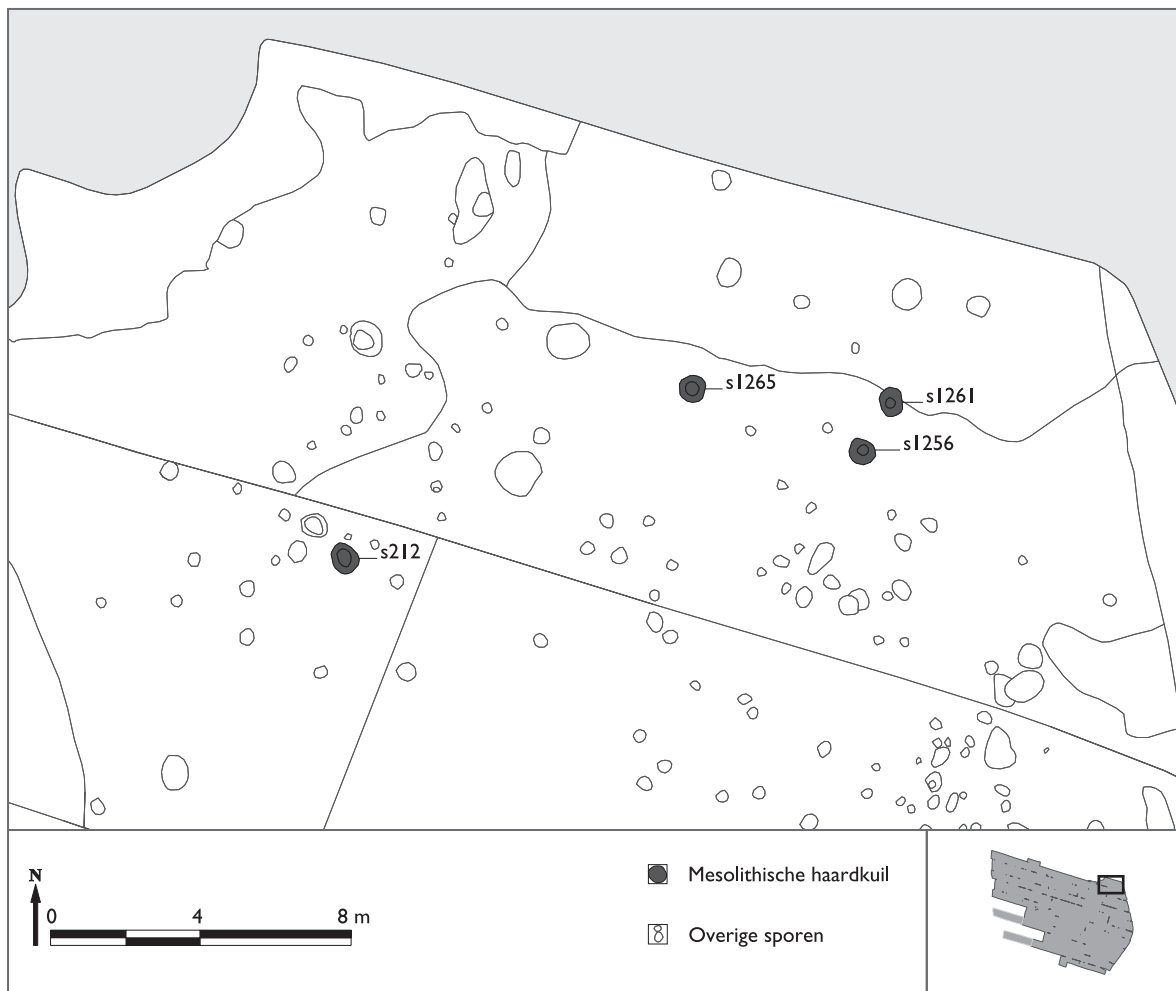 s1265
s1261
s1256
s212
N
0 4 8 m
Mesolithische haardkuil
Overige sporen